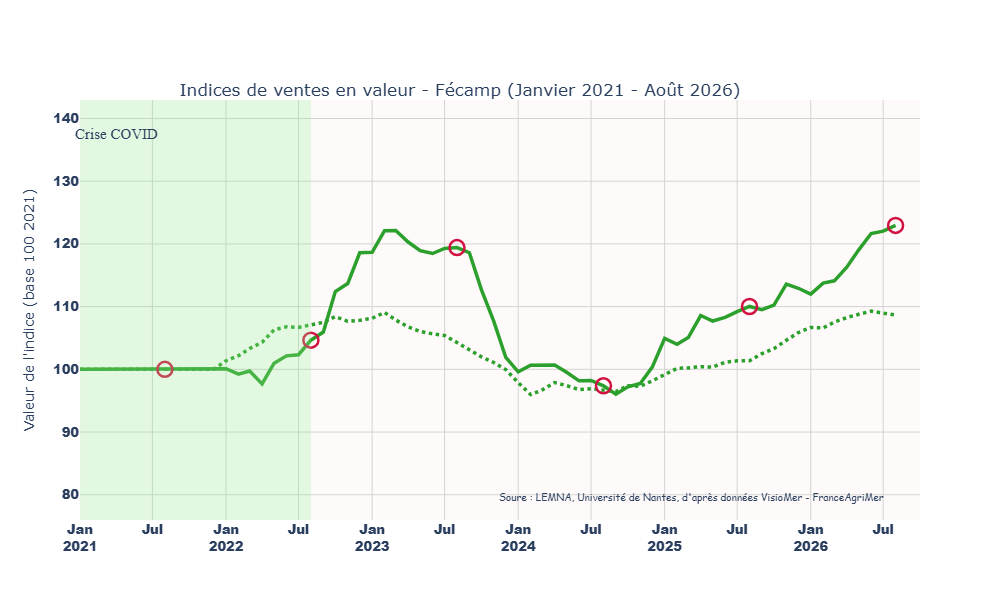 Indices de ventes en valeur - Fécamp (Janvier 2021 - Août 2026)
Valeur de l'indice (base 100 2021)
140
Crise COVID
130
120
110
100
90
80
Soure : LEMNA, Université de Nantes, d'après données VisioMer - FranceAgriMer
Jan Jul Jan Jul Jan Jul Jan Jul Jan Jul Jan Jul
2021 2022 2023 2024 2025 2026